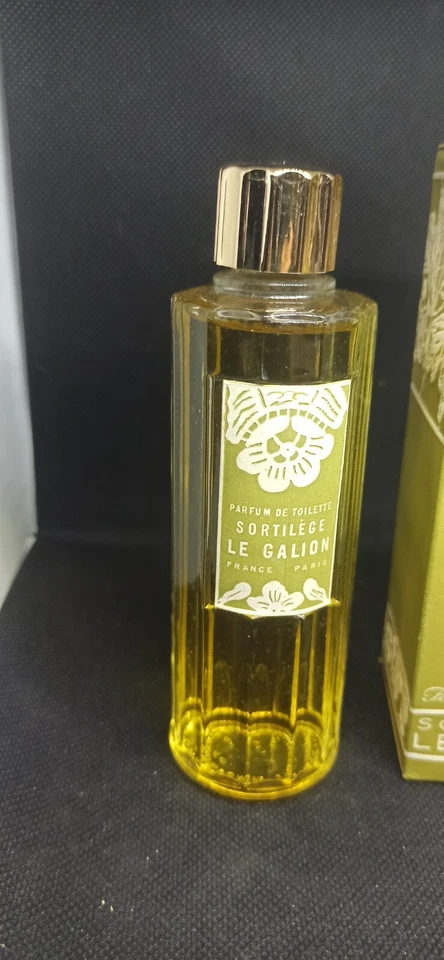 PARFUM DE TOILETTE
SORTILÈGE
LE GALION
FRANCE PARIS